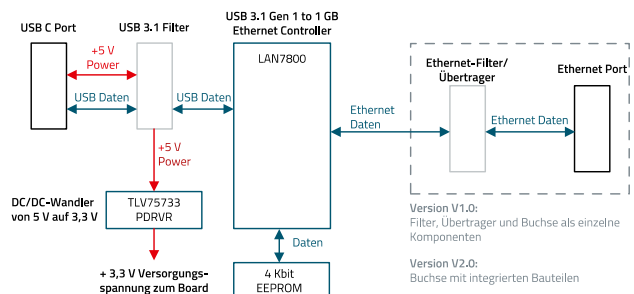 USB C Port
USB 3.1 Filter
USB 3.1 Gen 1 to 1 GB
Ethernet Controller
LAN7800
+5 V
Power
USB Daten
USB Daten
Ethernet
Daten
Ethernet-Filter/
Übertrager
Ethernet Port
Ethernet Daten
+5 V
Power
DC/DC-Wandler
von 5 V auf 3,3 V
TLV75733
PDRVR
+ 3,3 V Versorgungs-
spannung zum Board
Daten
4 Kbit
EEPROM
Version V1.0:
Filter, Übertrager und Buchse als einzelne
Komponenten
Version V2.0:
Buchse mit integrierten Bauteilen